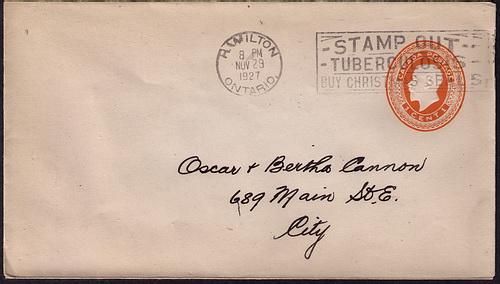 HAMILTON
8 PM
NOV 29
1927
ONTARIO
-STAMP OUT-
-TUBERCULOSIS
BUY CHRISTMAS SEALS
CANADA POSTAGE
1 CENT 1
Oscar + Bertha Cannon
689 Main St. E.
City